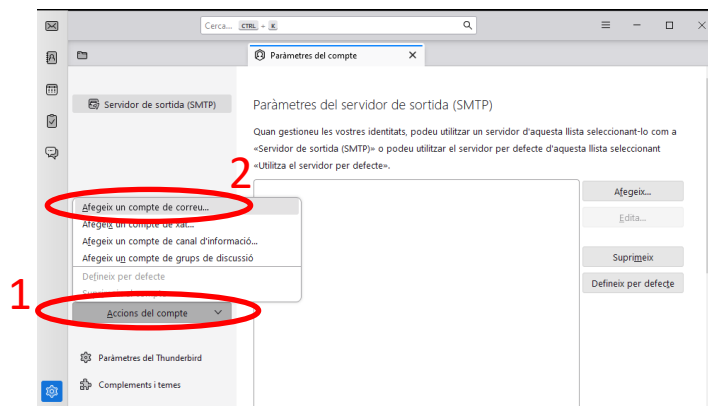 Cerca... CTRL + K
Paràmetres del compte
Servidor de sortida (SMTP)
Paràmetres del servidor de sortida (SMTP)
Quan gestioneu les vostres identitats, podeu utilitzar un servidor d'aquesta llista seleccionant-lo com a
«Servidor de sortida (SMTP)» o podeu utilitzar el servidor per defecte d'aquesta llista seleccionant
«Utilitza el servidor per defecte».
2
Afegeix un compte de correu...
Afegeix un compte de xat...
Afegeix un compte de canal d'informació...
Afegeix un compte de grups de discussió
Defineix per defecte
1
Accions del compte
Afegeix...
Edita...
Suprimeix
Defineix per defecte
Paràmetres del Thunderbird
Complements i temes